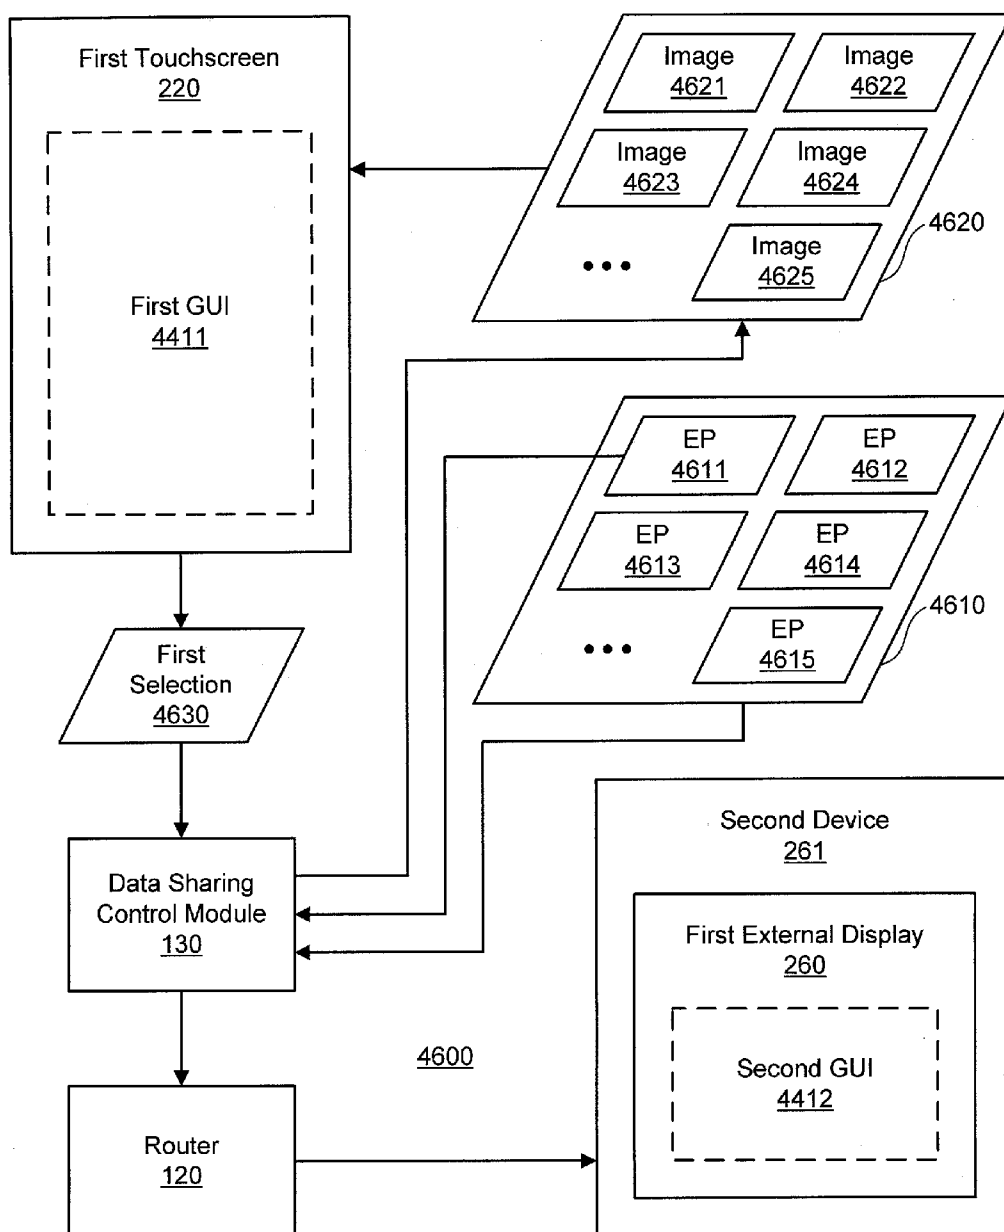 First Touchscreen
220
First GUI
4411
Image
4621
Image
4622
Image
4623
Image
4624
• • •
Image
4625
4620
EP
4611
EP
4612
EP
4613
EP
4614
• • •
EP
4615
4610
First
Selection
4630
Data Sharing
Control Module
130
Router
120
4600
Second Device
261
First External Display
260
Second GUI
4412